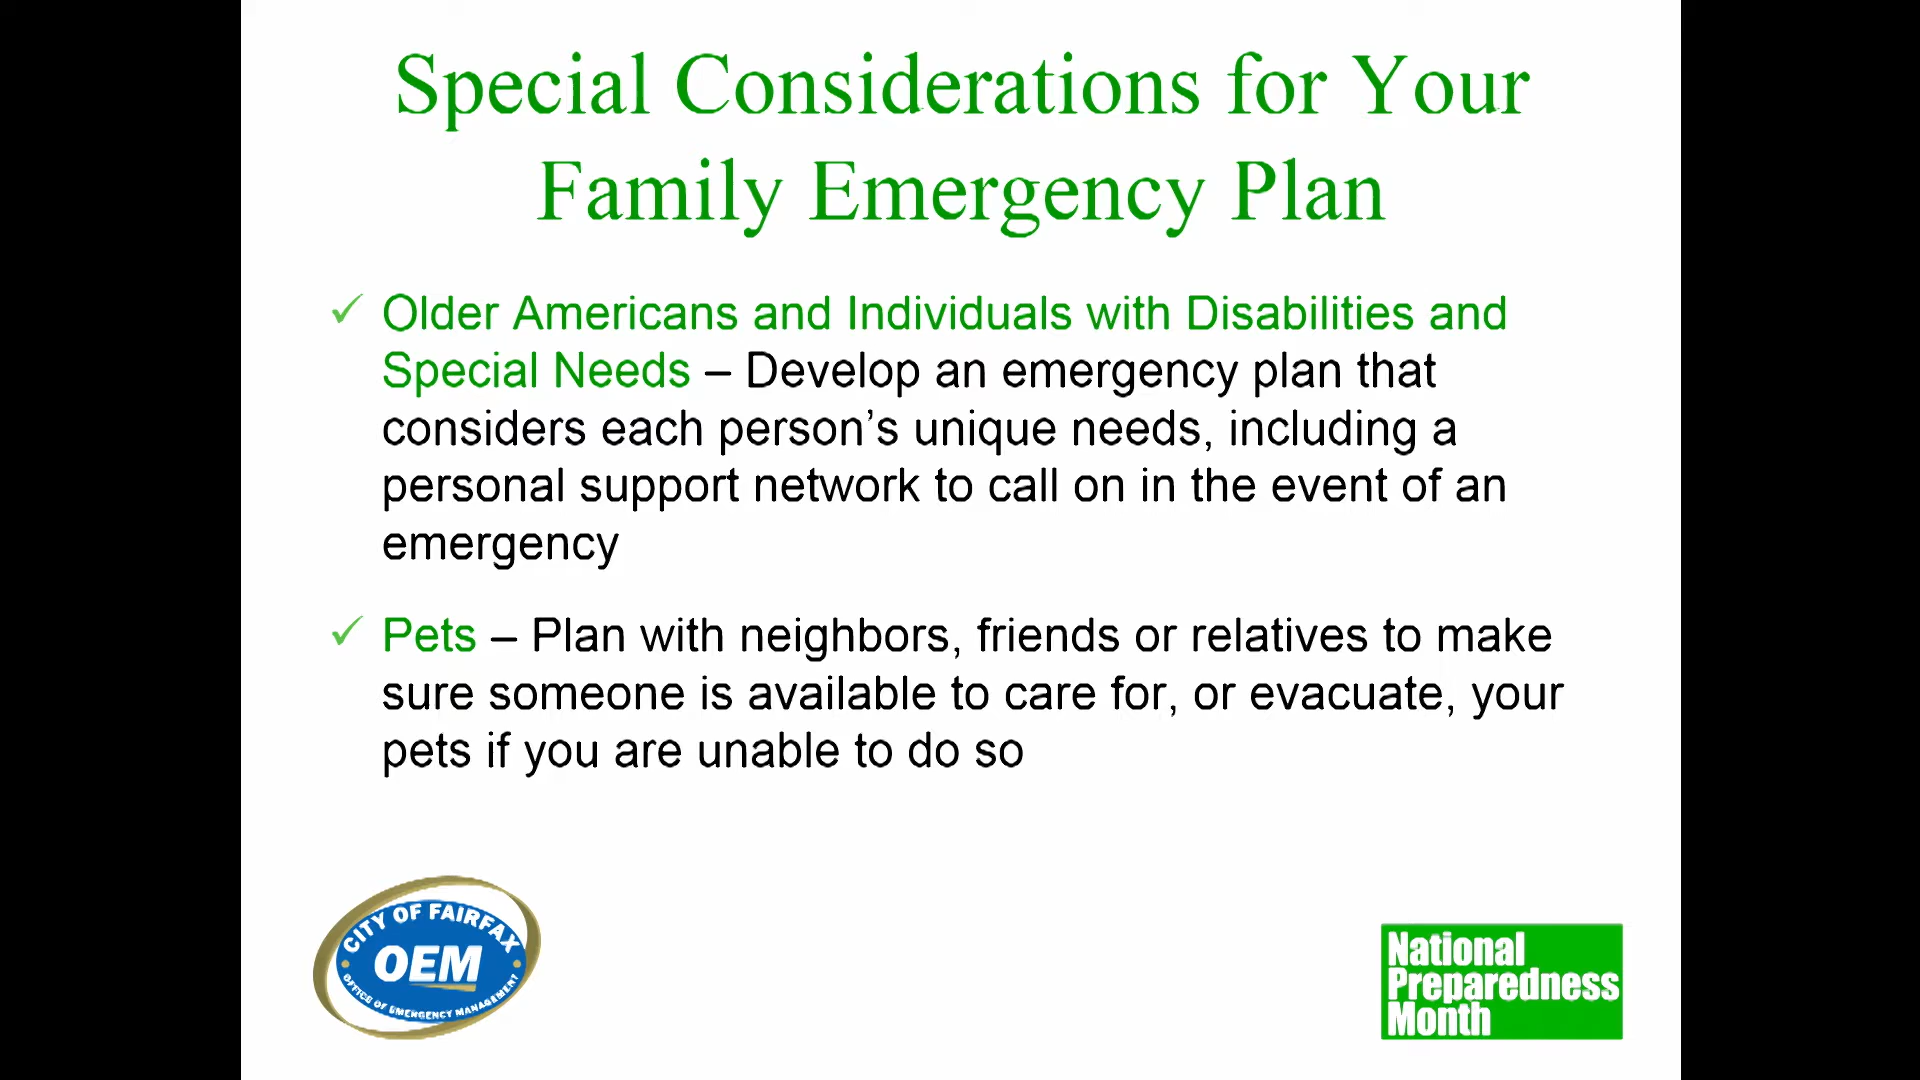 Special Considerations for Your
Family Emergency Plan
✓ Older Americans and Individuals with Disabilities and
Special Needs – Develop an emergency plan that
considers each person’s unique needs, including a
personal support network to call on in the event of an
emergency
✓ Pets – Plan with neighbors, friends or relatives to make
sure someone is available to care for, or evacuate, your
pets if you are unable to do so
CITY OF FAIRFAX
OEM
OFFICE OF EMERGENCY MANAGEMENT
National
Preparedness
Month